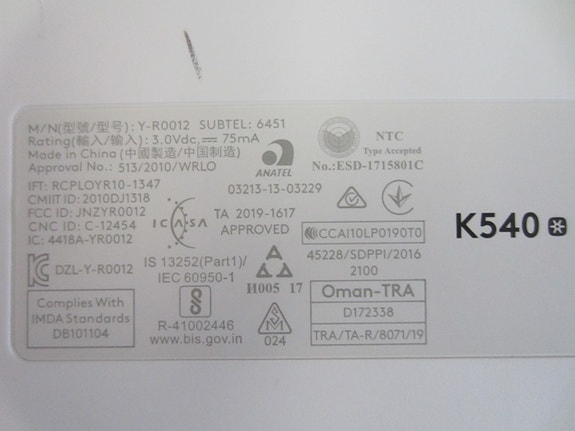 M/N(型號/型号): Y-R0012 SUBTEL: 6451
Rating(輸入/输入): 3.0Vdc, 75mA
Made in China (中國製造/中国制造)
Approval No.: 513/2010/WRLO
ANATEL
03213-13-03229
NTC
Type Accepted
No.:ESD-1715801C
IFT: RCPLOYR10-1347
CMIIT ID: 2010DJ1318
FCC ID: JNZYR0012
CNC ID: C-12454
IC: 4418A-YR0012
ICASA
TA 2019-1617
APPROVED
CCAI10LP0190T0
K540
DZL-Y-R0012
IS 13252(Part1)/
IEC 60950-1
H005 17
45228/SDPPI/2016
2100
Complies With
IMDA Standards
DB101104
R-41002446
www.bis.gov.in
024
Oman-TRA
D172338
TRA/TA-R/8071/19